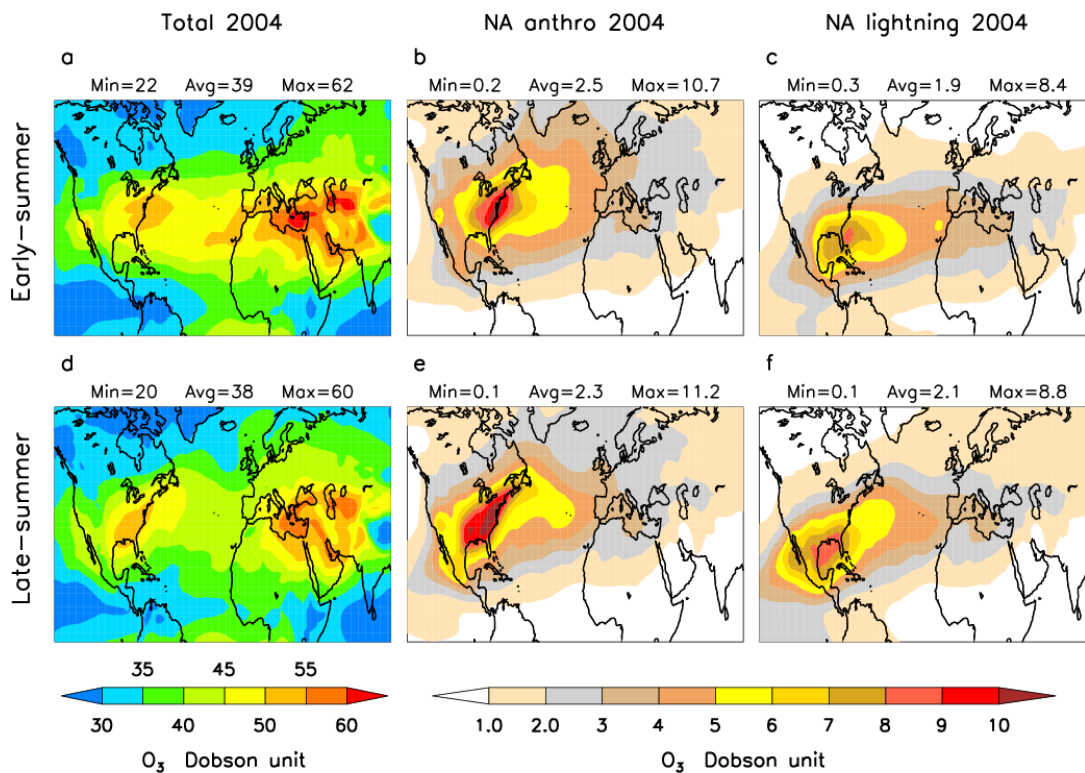 Total 2004 NA anthro 2004 NA lightning 2004
a b c
Min=22 Avg=39 Max=62 Min=0.2 Avg=2.5 Max=10.7 Min=0.3 Avg=1.9 Max=8.4
Early-summer
d e f
Min=20 Avg=38 Max=60 Min=0.1 Avg=2.3 Max=11.2 Min=0.1 Avg=2.1 Max=8.8
Late-summer
35 45 55
30 40 50 60 1.0 2.0 3 4 5 6 7 8 9 10
O₃ Dobson unit O₃ Dobson unit